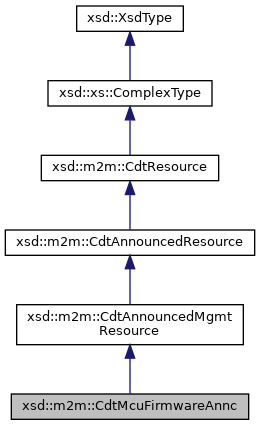 xsd::XsdType
xsd::xs::ComplexType
xsd::m2m::CdtResource
xsd::m2m::CdtAnnouncedResource
xsd::m2m::CdtAnnouncedMgmt
Resource
xsd::m2m::CdtMcuFirmwareAnnc